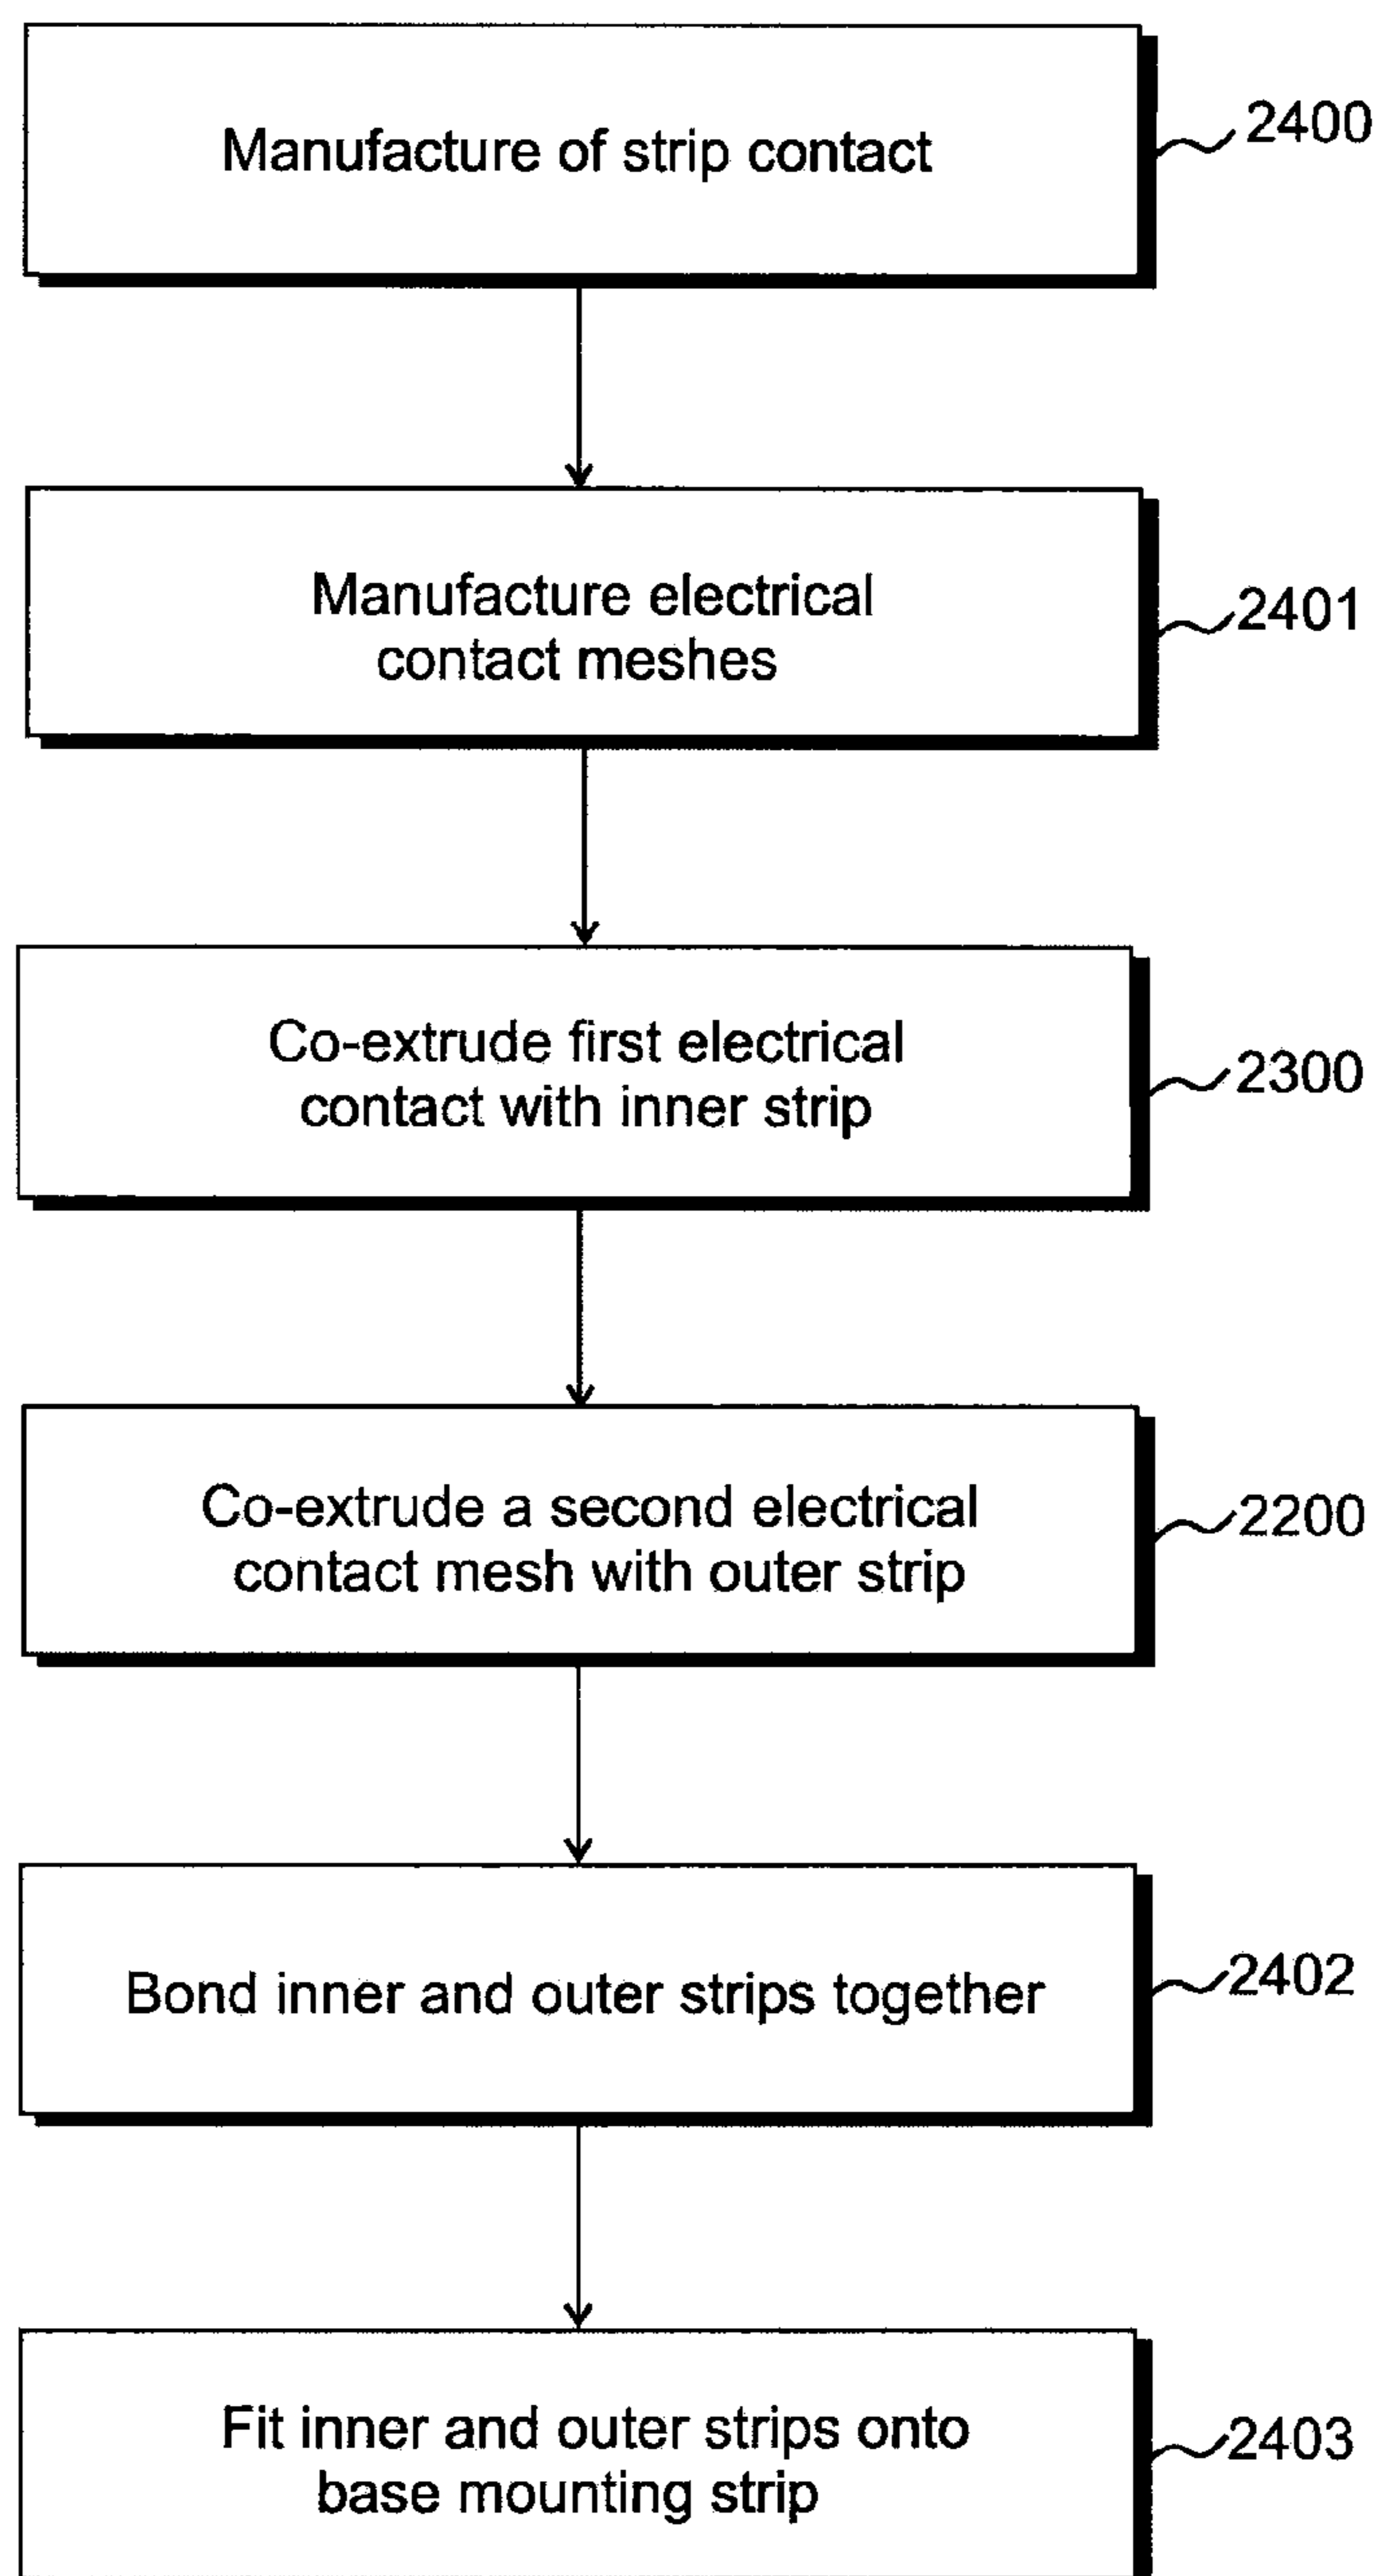 Manufacture of strip contact
2400
Manufacture electrical
contact meshes
2401
Co-extrude first electrical
contact with inner strip
2300
Co-extrude a second electrical
contact mesh with outer strip
2200
Bond inner and outer strips together
2402
Fit inner and outer strips onto
base mounting strip
2403